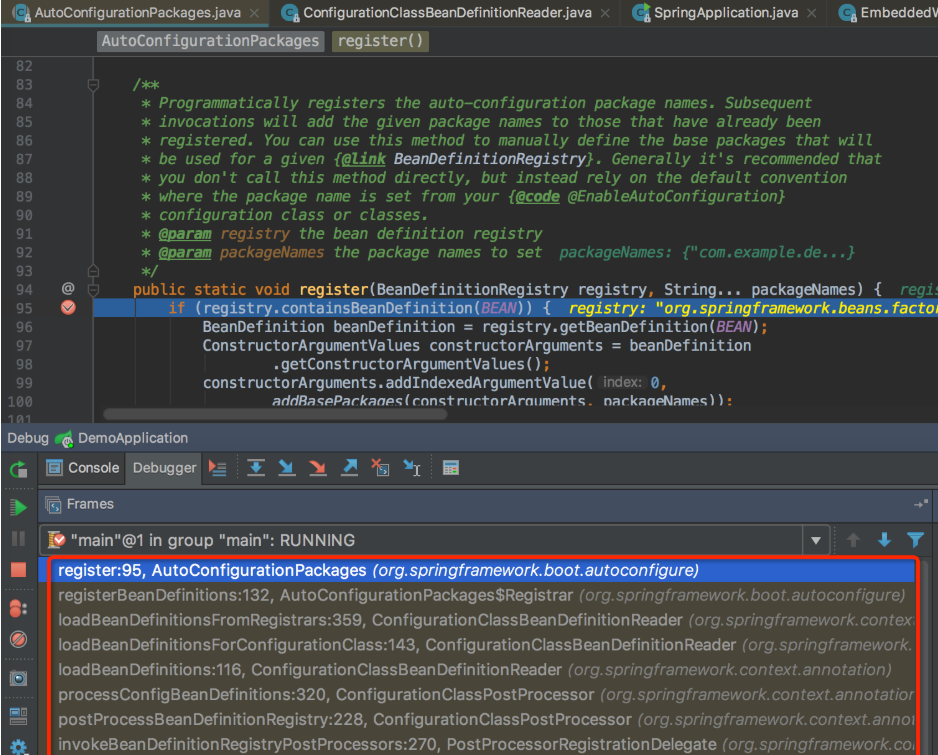 AutoConfigurationPackages.java × ConfigurationClassBeanDefinitionReader.java × SpringApplication.java × EmbeddedW
AutoConfigurationPackages register()
82
83 /**
84 * Programmatically registers the auto-configuration package names. Subsequent
85 * invocations will add the given package names to those that have already been
86 * registered. You can use this method to manually define the base packages that will
87 * be used for a given {@link BeanDefinitionRegistry}. Generally it's recommended that
88 * you don't call this method directly, but instead rely on the default convention
89 * where the package name is set from your {@code @EnableAutoConfiguration}
90 * configuration class or classes.
91 * @param registry the bean definition registry
92 * @param packageNames the package names to set packageNames: {"com.example.de...}
93 */
94 @ public static void register(BeanDefinitionRegistry registry, String... packageNames) { regis
95 if (registry.containsBeanDefinition(BEAN)) { registry: "org.springframework.beans.factor
96 BeanDefinition beanDefinition = registry.getBeanDefinition(BEAN);
97 ConstructorArgumentValues constructorArguments = beanDefinition
98 .getConstructorArgumentValues();
99 constructorArguments.addIndexedArgumentValue( index: 0,
100 addBasePackages(constructorArguments, packageNames));
101
Debug DemoApplication
Console Debugger
Frames
"main"@1 in group "main": RUNNING
register:95, AutoConfigurationPackages (org.springframework.boot.autoconfigure)
registerBeanDefinitions:132, AutoConfigurationPackages$Registrar (org.springframework.boot.autoconfigure)
loadBeanDefinitionsFromRegistrars:359, ConfigurationClassBeanDefinitionReader (org.springframework.contex
loadBeanDefinitionsForConfigurationClass:143, ConfigurationClassBeanDefinitionReader (org.springframework.
loadBeanDefinitions:116, ConfigurationClassBeanDefinitionReader (org.springframework.context.annotation)
processConfigBeanDefinitions:320, ConfigurationClassPostProcessor (org.springframework.context.annotation
postProcessBeanDefinitionRegistry:228, ConfigurationClassPostProcessor (org.springframework.context.annot
invokeBeanDefinitionRegistryPostProcessors:270, PostProcessorRegistrationDelegate (org.springframework.co